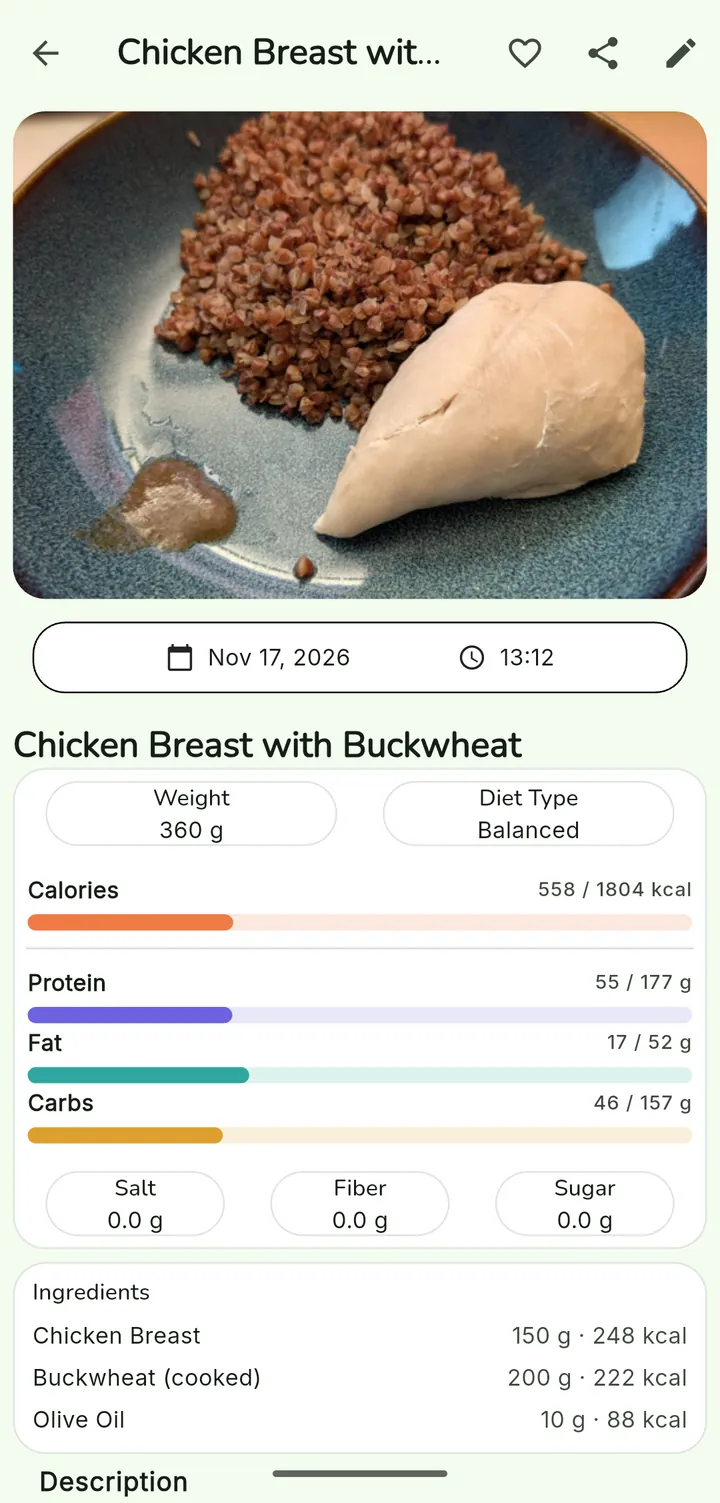 Chicken Breast wit...
Nov 17, 2026 13:12
Chicken Breast with Buckwheat
Weight Diet Type
360 g Balanced
Calories 558 / 1804 kcal
Protein 55 / 177 g
Fat 17 / 52 g
Carbs 46 / 157 g
Salt Fiber Sugar
0.0 g 0.0 g 0.0 g
Ingredients
Chicken Breast 150 g · 248 kcal
Buckwheat (cooked) 200 g · 222 kcal
Olive Oil 10 g · 88 kcal
Description